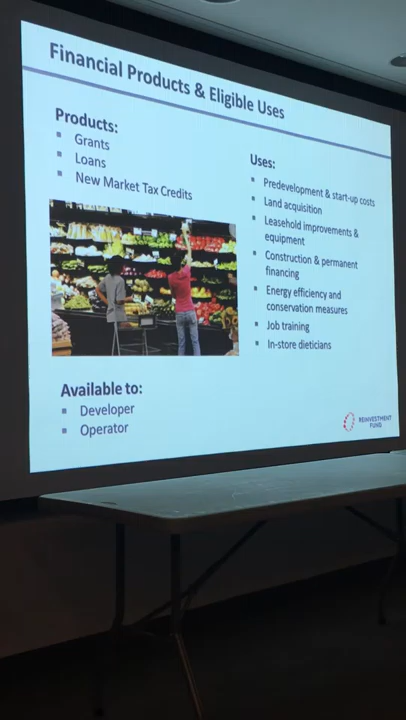 Financial Products & Eligible Uses
Products:
Grants
Loans
New Market Tax Credits
Available to:
Developer
Operator
Uses:
Predevelopment & start-up costs
Land acquisition
Leasehold improvements &
equipment
Construction & permanent
financing
Energy efficiency and
conservation measures
Job training
In-store dieticians
REINVESTMENT
FUND